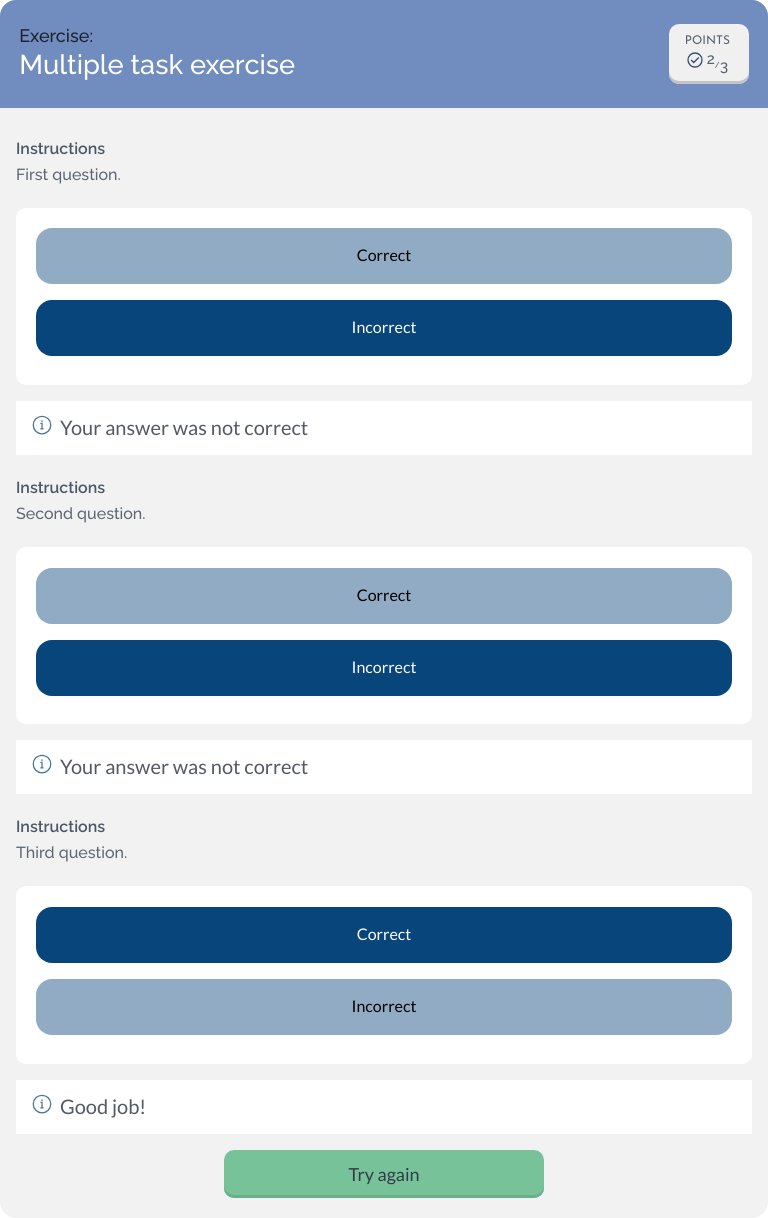 Exercise:
Multiple task exercise
POINTS
2/3
Instructions
First question.
Correct
Incorrect
Your answer was not correct
Instructions
Second question.
Correct
Incorrect
Your answer was not correct
Instructions
Third question.
Correct
Incorrect
Good job!
Try again